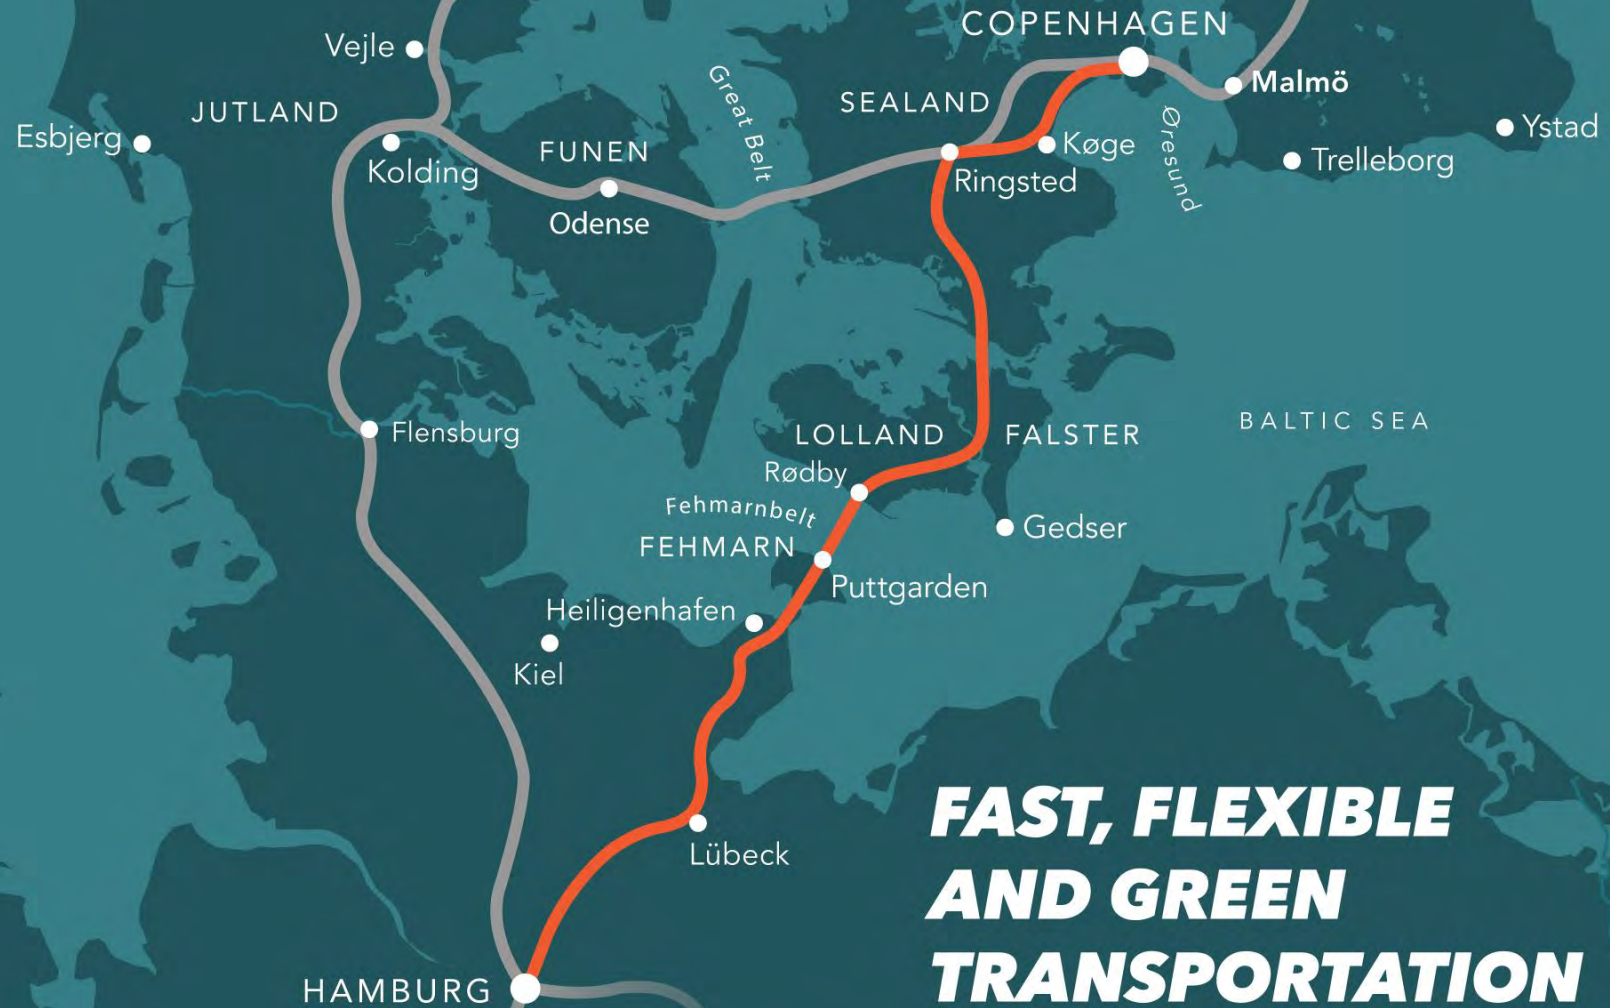 COPENHAGEN
Vejle
Malmö
Great Belt
SEALAND
JUTLAND
Øresund
Ystad
Esbjerg
FUNEN
Køge
Trelleborg
Kolding
Ringsted
Odense
BALTIC SEA
Flensburg
LOLLAND
FALSTER
Rødby
Fehmarnbelt
Gedser
FEHMARN
Puttgarden
Heiligenhafen
Kiel
FAST, FLEXIBLE
Lübeck
AND GREEN
TRANSPORTATION
HAMBURG